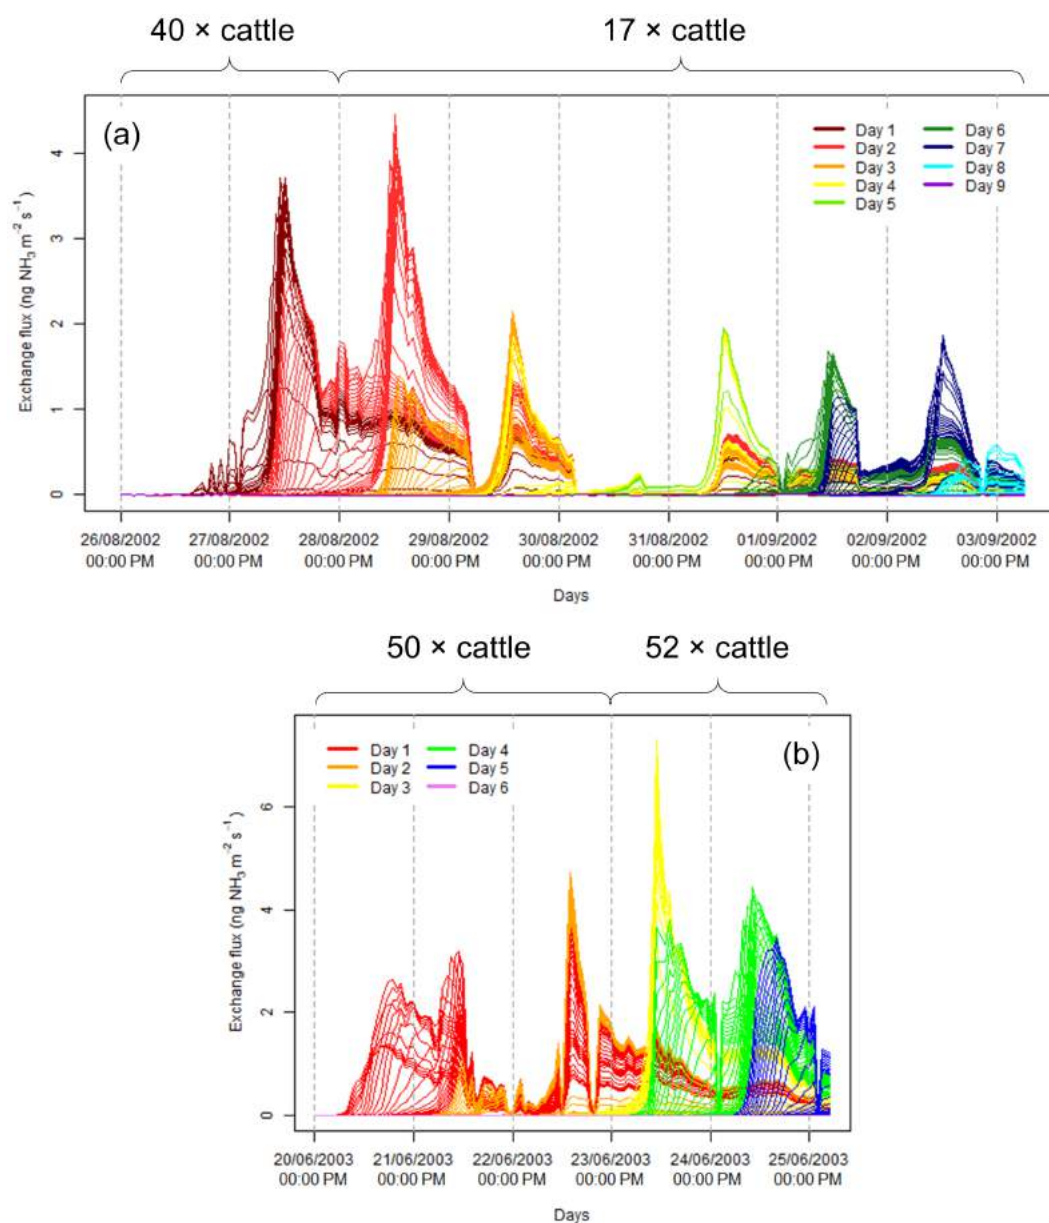 40 × cattle
17 × cattle
(a)
Day 1
Day 2
Day 3
Day 4
Day 5
Day 6
Day 7
Day 8
Day 9
Exchange flux (ng NH₃ m⁻² s⁻¹)
4
3
2
1
0
26/08/2002
00:00 PM
27/08/2002
00:00 PM
28/08/2002
00:00 PM
29/08/2002
00:00 PM
30/08/2002
00:00 PM
31/08/2002
00:00 PM
01/09/2002
00:00 PM
02/09/2002
00:00 PM
03/09/2002
00:00 PM
Days
50 × cattle
52 × cattle
(b)
Day 1
Day 2
Day 3
Day 4
Day 5
Day 6
Exchange flux (ng NH₃ m⁻² s⁻¹)
6
4
2
0
20/06/2003
00:00 PM
21/06/2003
00:00 PM
22/06/2003
00:00 PM
23/06/2003
00:00 PM
24/06/2003
00:00 PM
25/06/2003
00:00 PM
Days